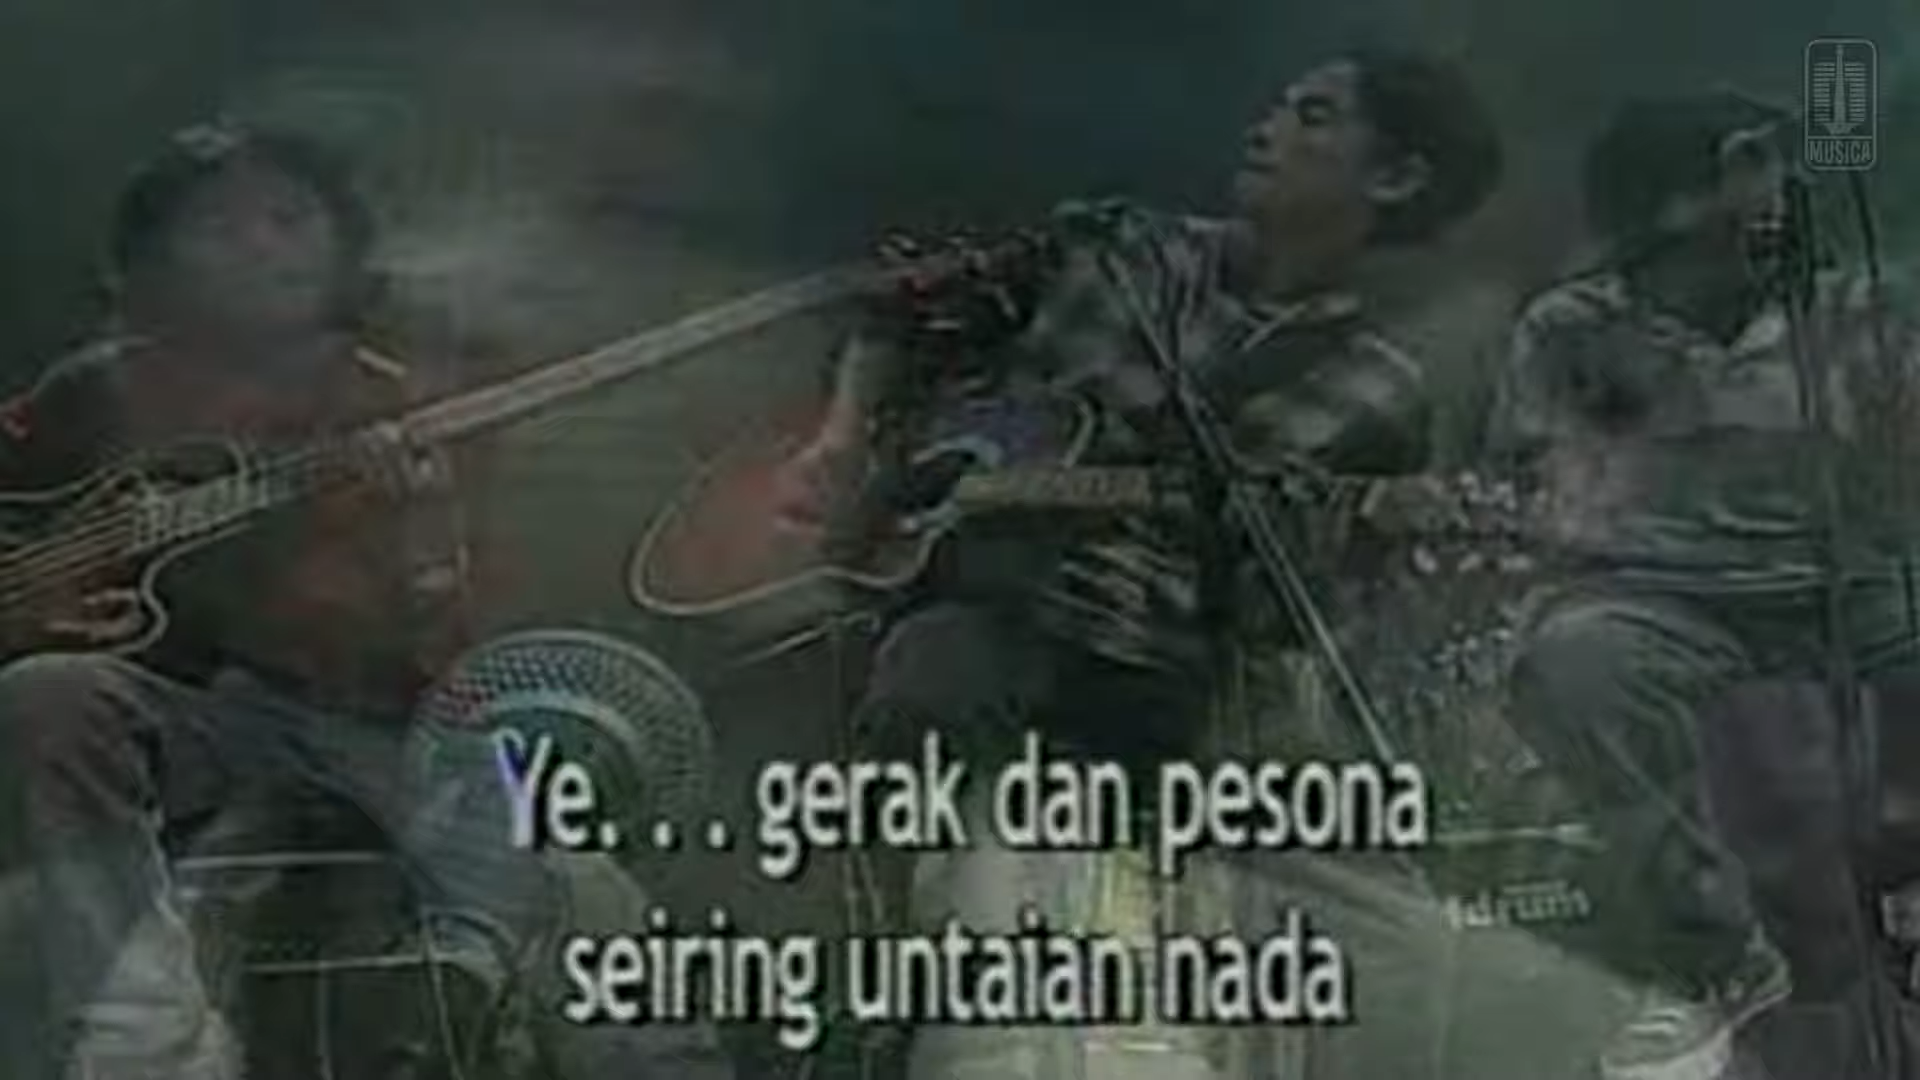 MUSICA
Ye. . . gerak dan pesona
seiring untaian nada